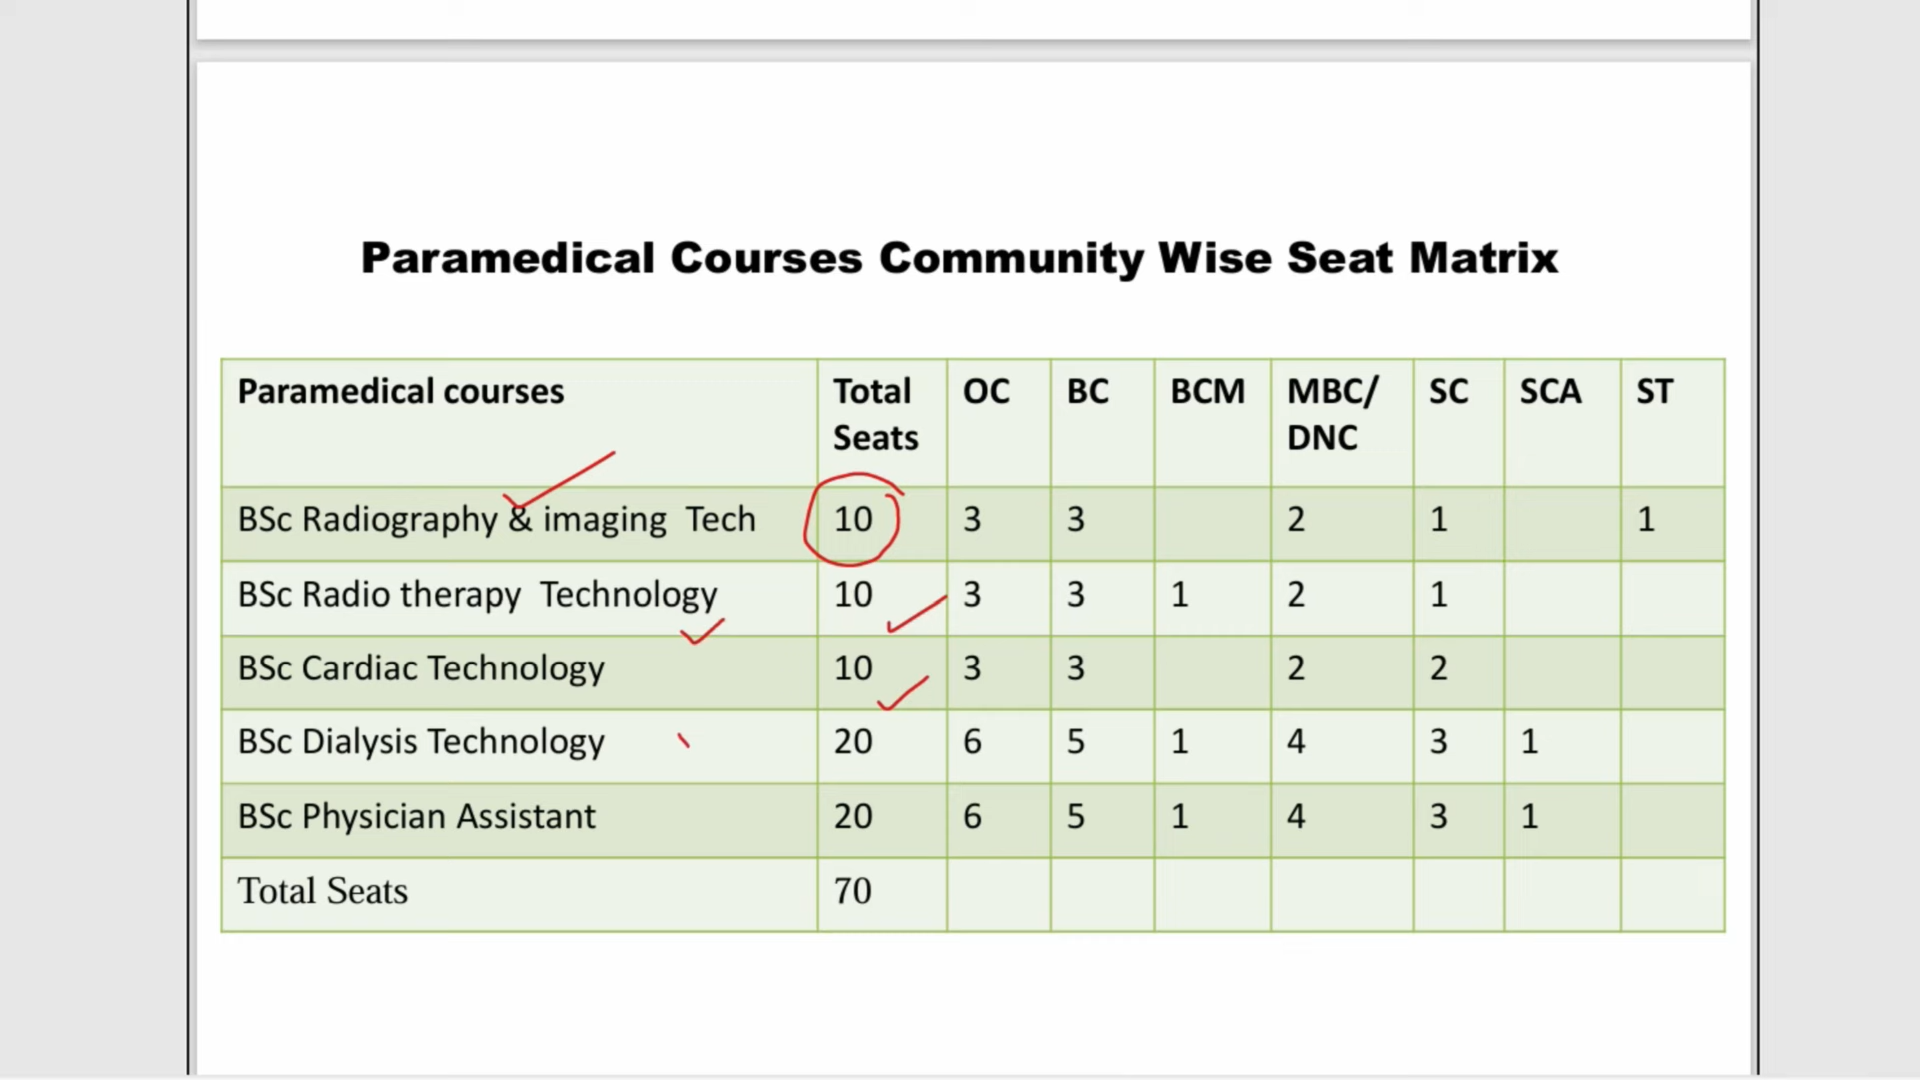 Paramedical Courses Community Wise Seat Matrix
Paramedical courses Total Seats OC BC BCM MBC/ DNC SC SCA ST
BSc Radiography & imaging Tech 10 3 3 2 1 1
BSc Radio therapy Technology 10 3 3 1 2 1
BSc Cardiac Technology 10 3 3 2 2
BSc Dialysis Technology 20 6 5 1 4 3 1
BSc Physician Assistant 20 6 5 1 4 3 1
Total Seats 70